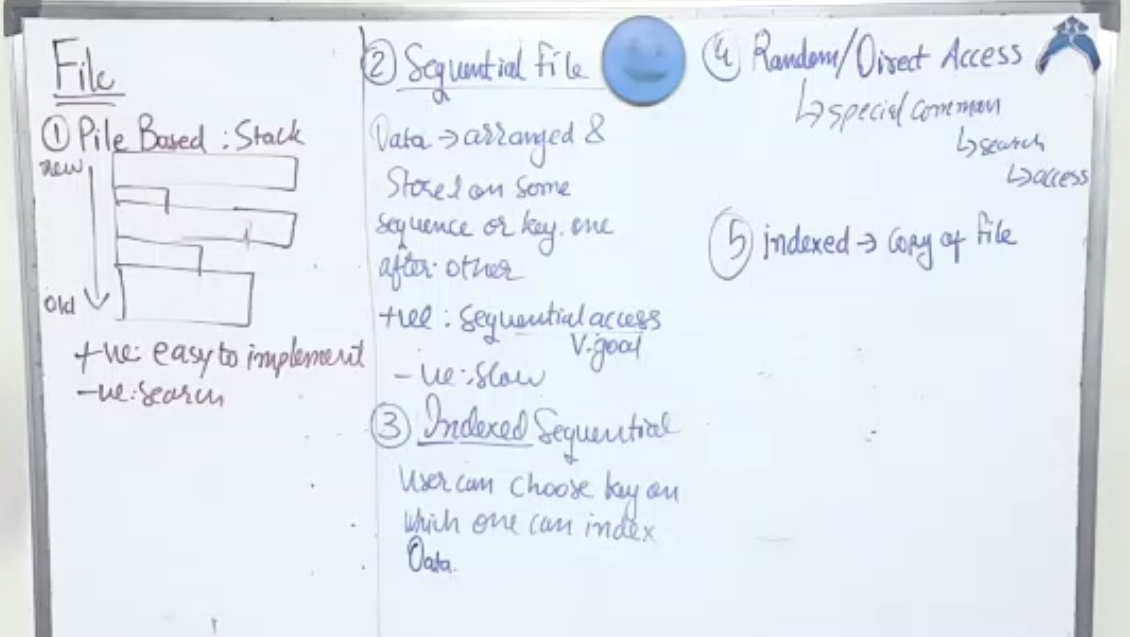 File
① Pile Based : Stack
new
old
+ve: easy to implement
-ve: search
② Sequential file
Data → arranged &
Stored on some
sequence or key. one
after other
+ve : sequential access
V. good
-ve : slow
③ Indexed Sequential
User can choose key on
which one can index
Data.
④ Random/Direct Access
↳ special comman
↳ search
↳ access
⑤ indexed → copy of file